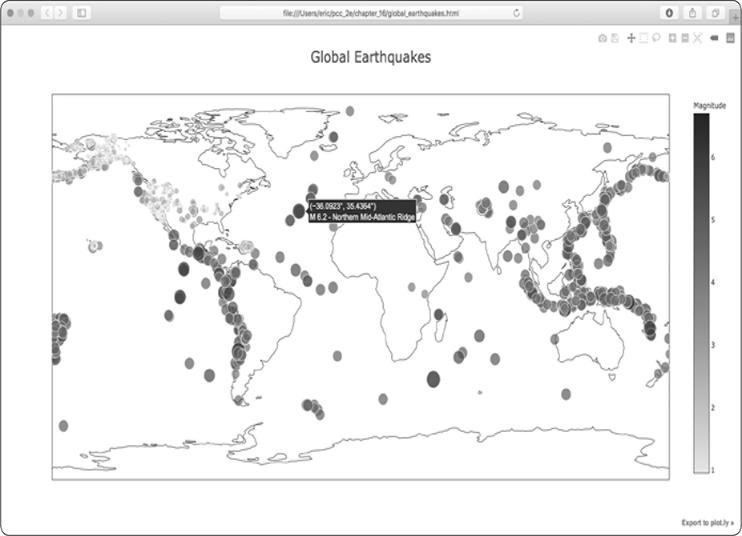 file:///Users/eric/pcc_2e/chapter_16/global_earthquakes.html
Global Earthquakes
Magnitude
6
5
4
3
2
1
(−36.0923°, 35.4364°)
M 6.2 - Northern Mid-Atlantic Ridge
Export to plot.ly »